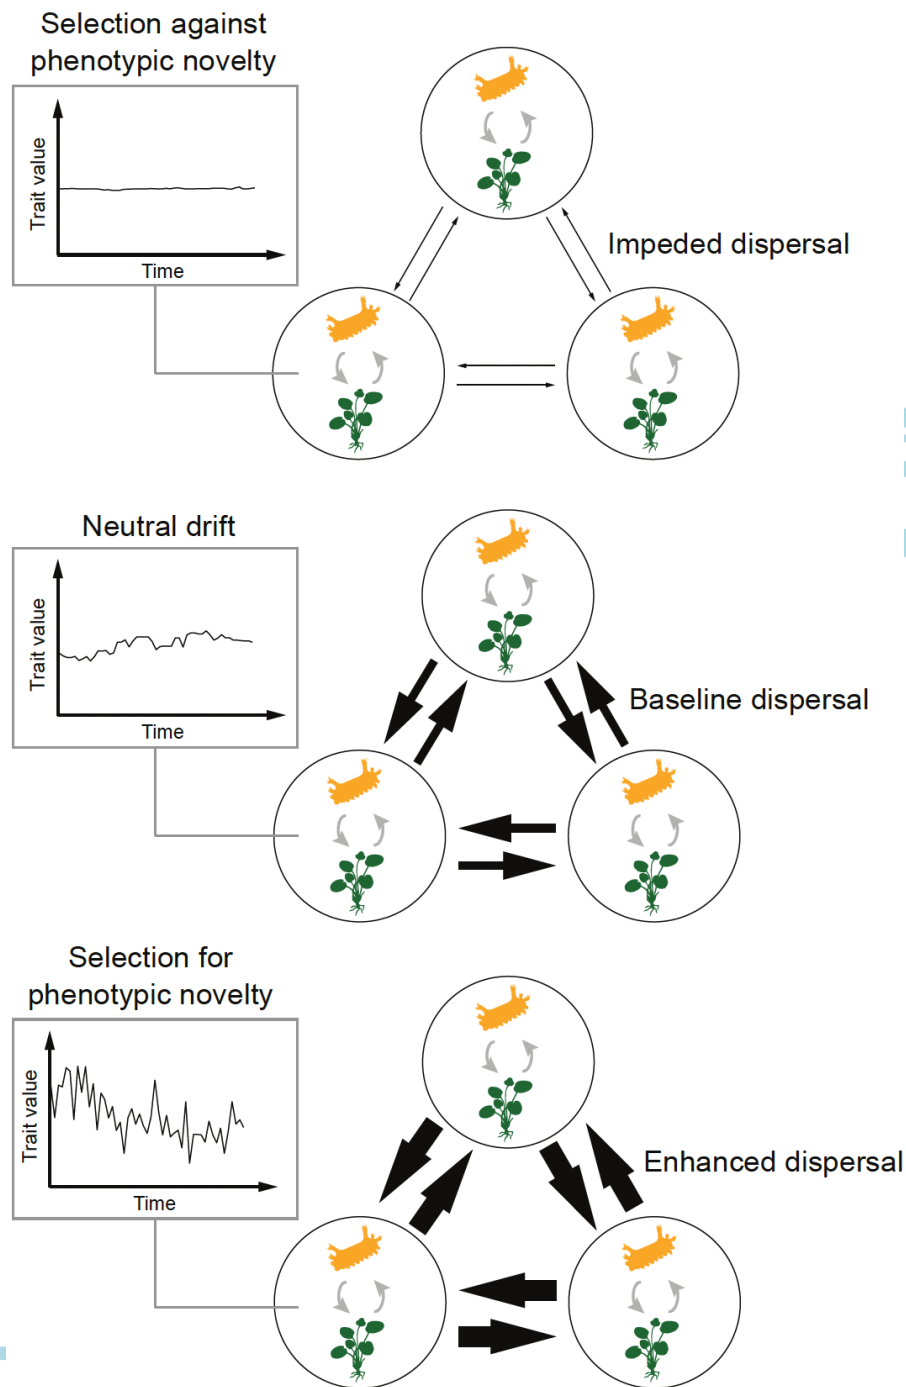 Selection against
phenotypic novelty
Trait value
Time
Impeded dispersal
Neutral drift
Trait value
Time
Baseline dispersal
Selection for
phenotypic novelty
Trait value
Time
Enhanced dispersal